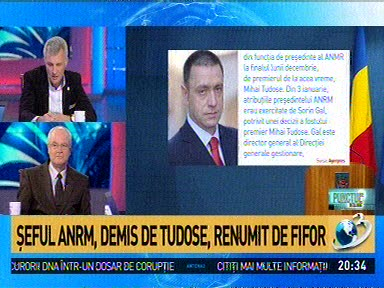 din funcția de președinte al ANMR
la finalul lunii decembrie,
de premierul de la acea vreme,
Mihai Tudose. Din 3 ianuarie,
atribuțiile președintelui ANRM
erau exercitate de Sorin Gal,
potrivit unei decizii a fostului
premier Mihai Tudose. Gal este
director general al Direcției
generale gestionare,
Sursa: Agerpres
PUNCTUL
ȘEFUL ANRM, DEMIS DE TUDOSE, RENUMIT DE FIFOR
CURORII DNA ÎNTR-UN DOSAR DE CORUPȚIE
CITIȚI MAI MULTE INFORMAȚII
20:34